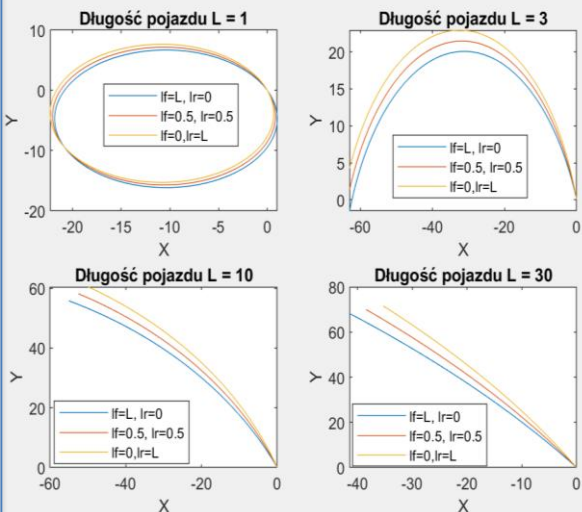 Długość pojazdu L = 1
10
0
-10
-20
Y
lf=L, lr=0
lf=0.5, lr=0.5
lf=0,lr=L
-20 -15 -10 -5 0
X
Długość pojazdu L = 3
20
15
10
5
0
Y
lf=L, lr=0
lf=0.5, lr=0.5
lf=0,lr=L
-60 -40 -20 0
X
Długość pojazdu L = 10
60
40
20
0
Y
lf=L, lr=0
lf=0.5, lr=0.5
lf=0,lr=L
-60 -40 -20 0
X
Długość pojazdu L = 30
80
60
40
20
0
Y
lf=L, lr=0
lf=0.5, lr=0.5
lf=0,lr=L
-40 -30 -20 -10 0
X